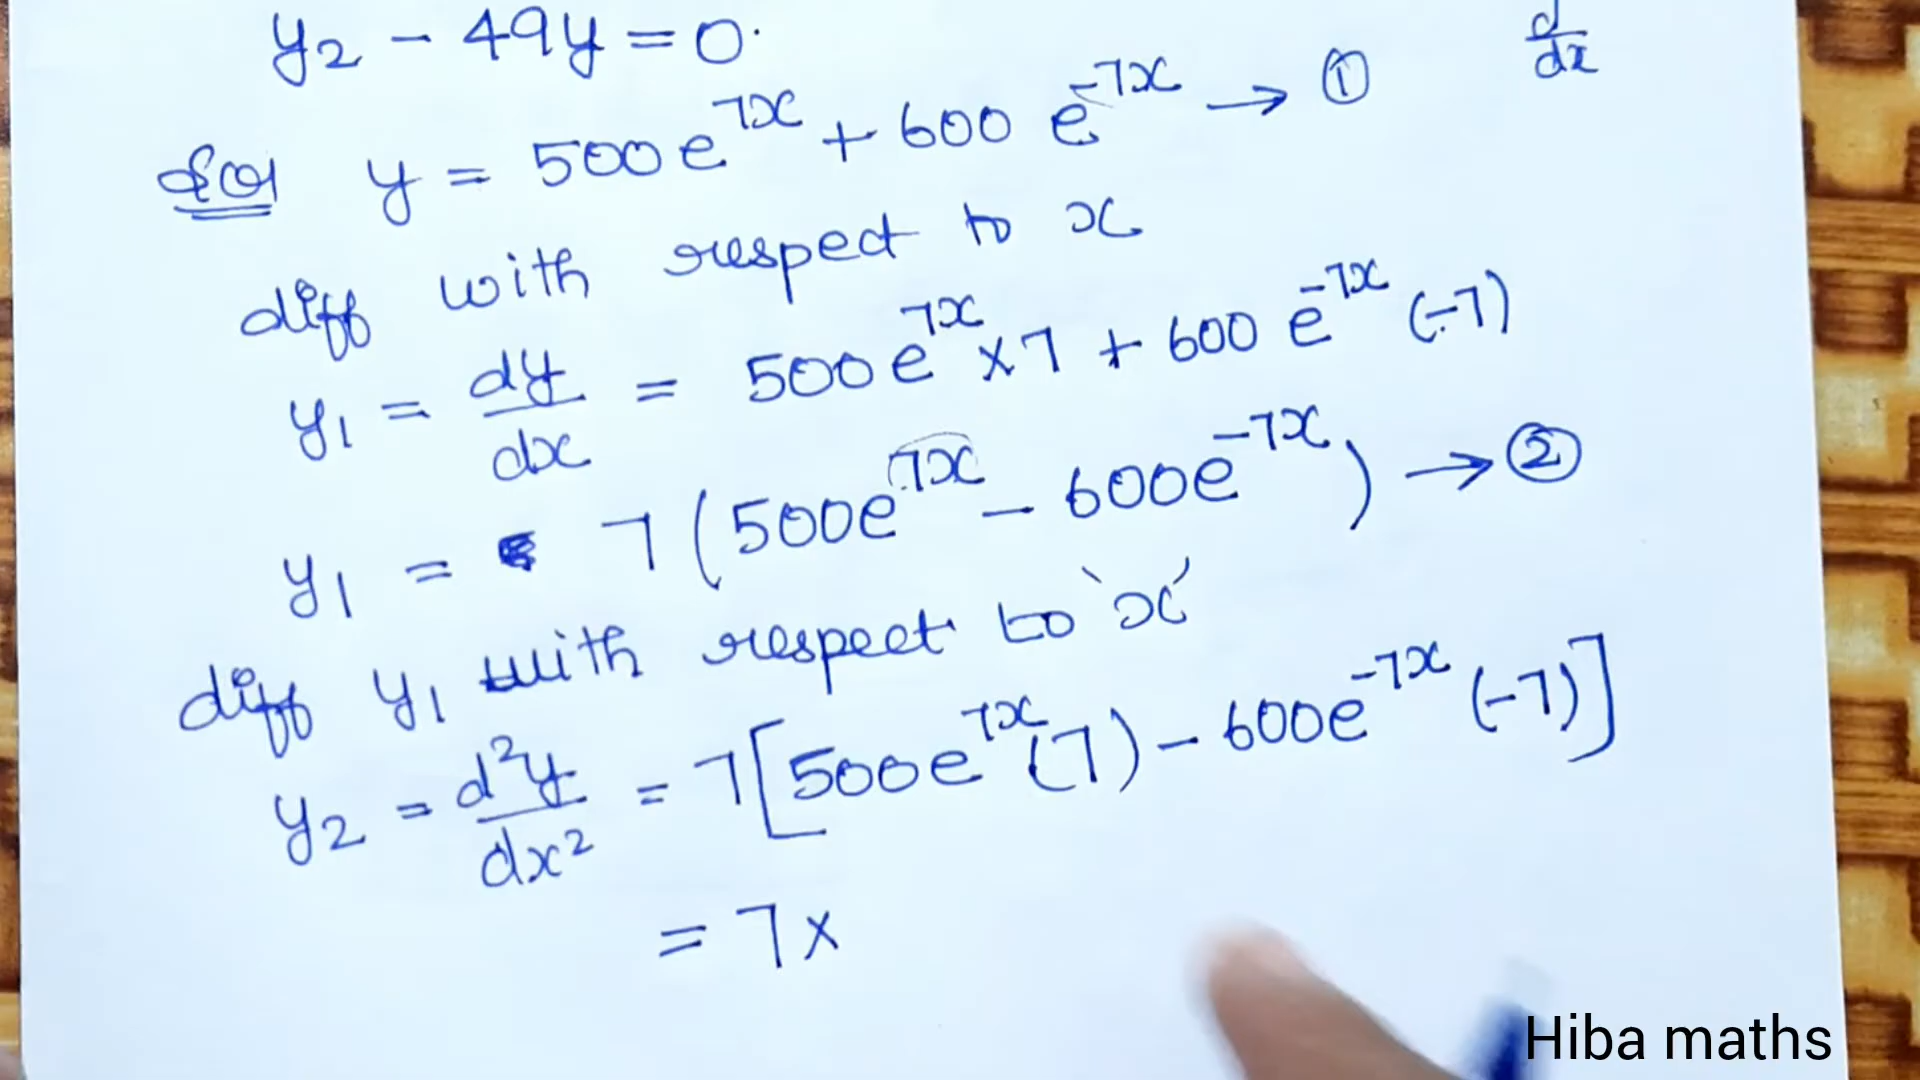 y₂ - 49y = 0.
d/dx
Sol y = 500 e^7x + 600 e^-7x → ①
diff with respect to x
y₁ = dy/dx = 500 e^7x × 7 + 600 e^-7x (-7)
y₁ = 7 (500e^7x - 600e^-7x) → ②
diff y₁ with respect to 'x'
y₂ = d²y/dx² = 7[500e^7x (7) - 600e^-7x (-7)]
= 7 ×
Hiba maths